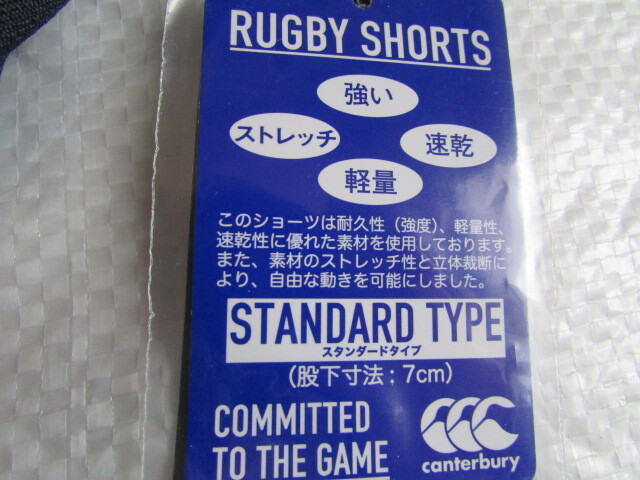 RUGBY SHORTS
強い
ストレッチ
速乾
軽量
このショーツは耐久性（強度）、軽量性、
速乾性に優れた素材を使用しております。
また、素材のストレッチ性と立体裁断に
より、自由な動きを可能にしました。
STANDARD TYPE
スタンダードタイプ
（股下寸法：7cm）
COMMITTED
TO THE GAME
canterbury